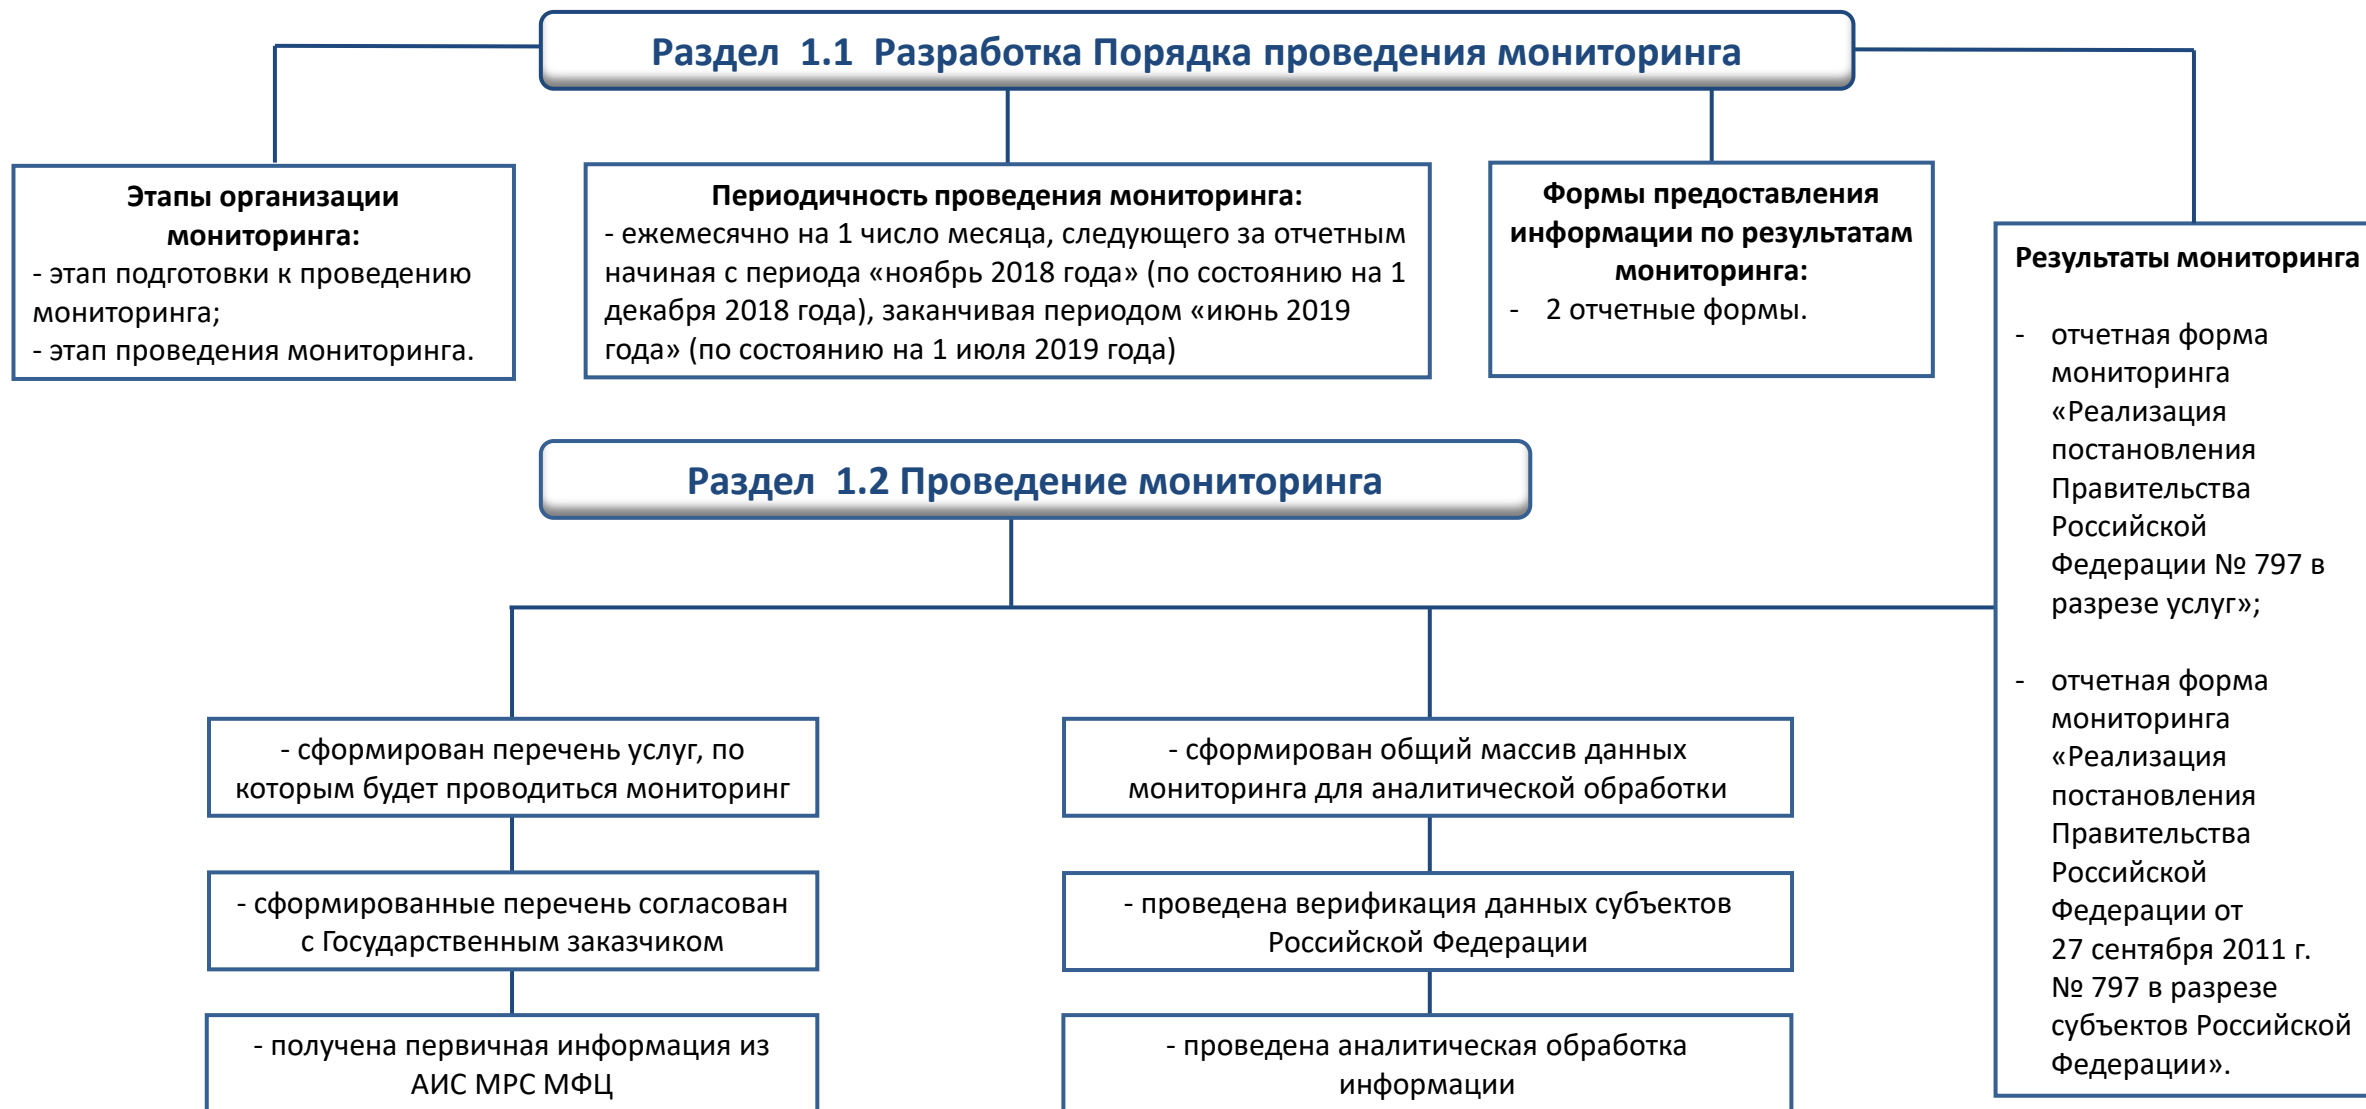 Раздел 1.1 Разработка Порядка проведения мониторинга
Этапы организации
мониторинга:
- этап подготовки к проведению
мониторинга;
- этап проведения мониторинга.
Периодичность проведения мониторинга:
- ежемесячно на 1 число месяца, следующего за отчетным
начиная с периода «ноябрь 2018 года» (по состоянию на 1
декабря 2018 года), заканчивая периодом «июнь 2019
года» (по состоянию на 1 июля 2019 года)
Формы предоставления
информации по результатам
мониторинга:
- 2 отчетные формы.
Результаты мониторинга
- отчетная форма
мониторинга
«Реализация
постановления
Правительства
Российской
Федерации № 797 в
разрезе услуг»;
- отчетная форма
мониторинга
«Реализация
постановления
Правительства
Российской
Федерации от
27 сентября 2011 г.
№ 797 в разрезе
субъектов Российской
Федерации».
Раздел 1.2 Проведение мониторинга
- сформирован перечень услуг, по
которым будет проводиться мониторинг
- сформированные перечень согласован
с Государственным заказчиком
- получена первичная информация из
АИС МРС МФЦ
- сформирован общий массив данных
мониторинга для аналитической обработки
- проведена верификация данных субъектов
Российской Федерации
- проведена аналитическая обработка
информации